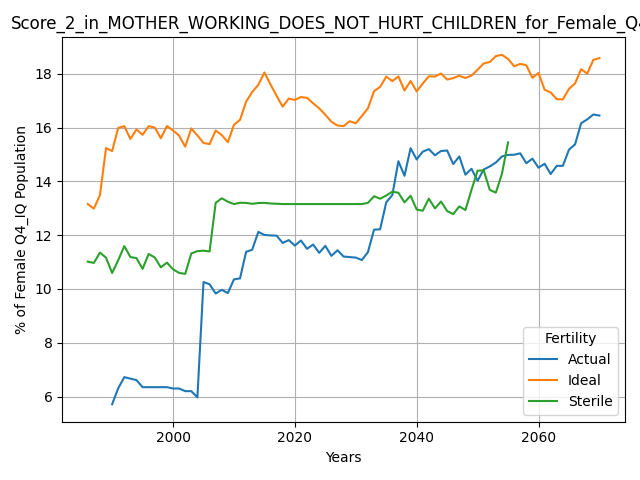 Score_2_in_MOTHER_WORKING_DOES_NOT_HURT_CHILDREN_for_Female_Q4
% of Female Q4_IQ Population
18
16
14
12
10
8
6
2000
2020
2040
2060
Years
Fertility
Actual
Ideal
Sterile